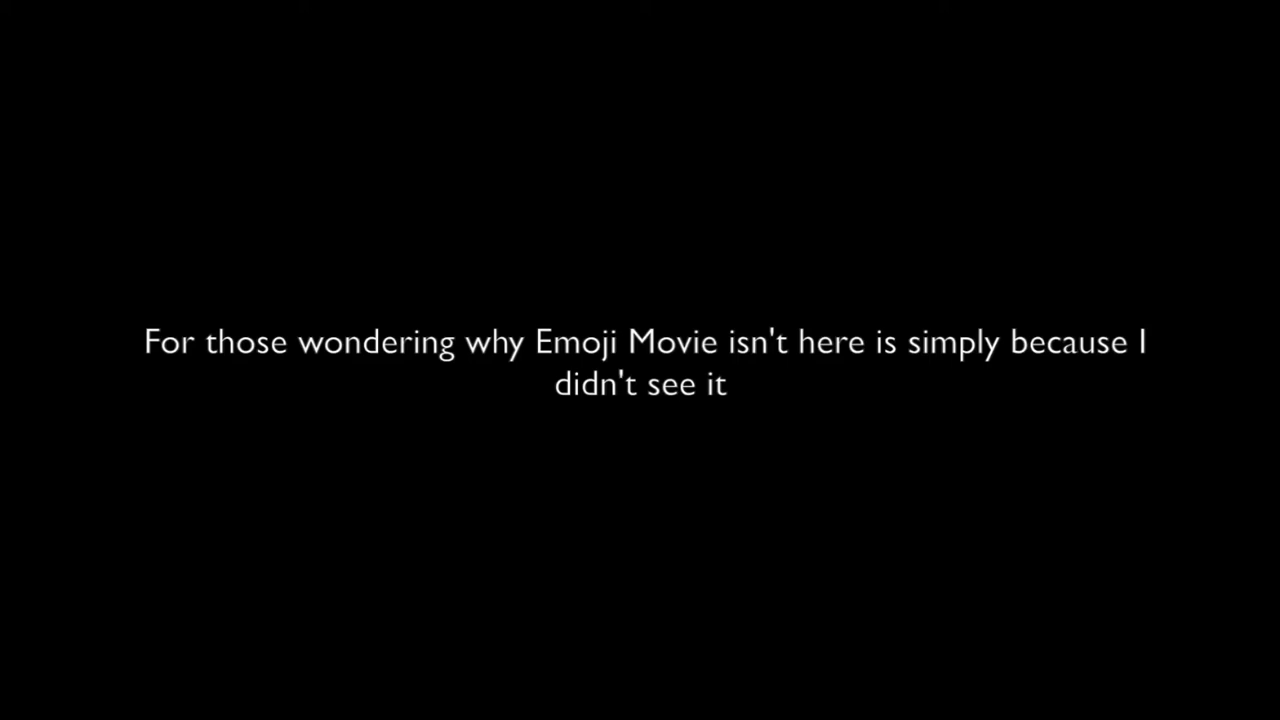 For those wondering why Emoji Movie isn't here is simply because I
didn't see it